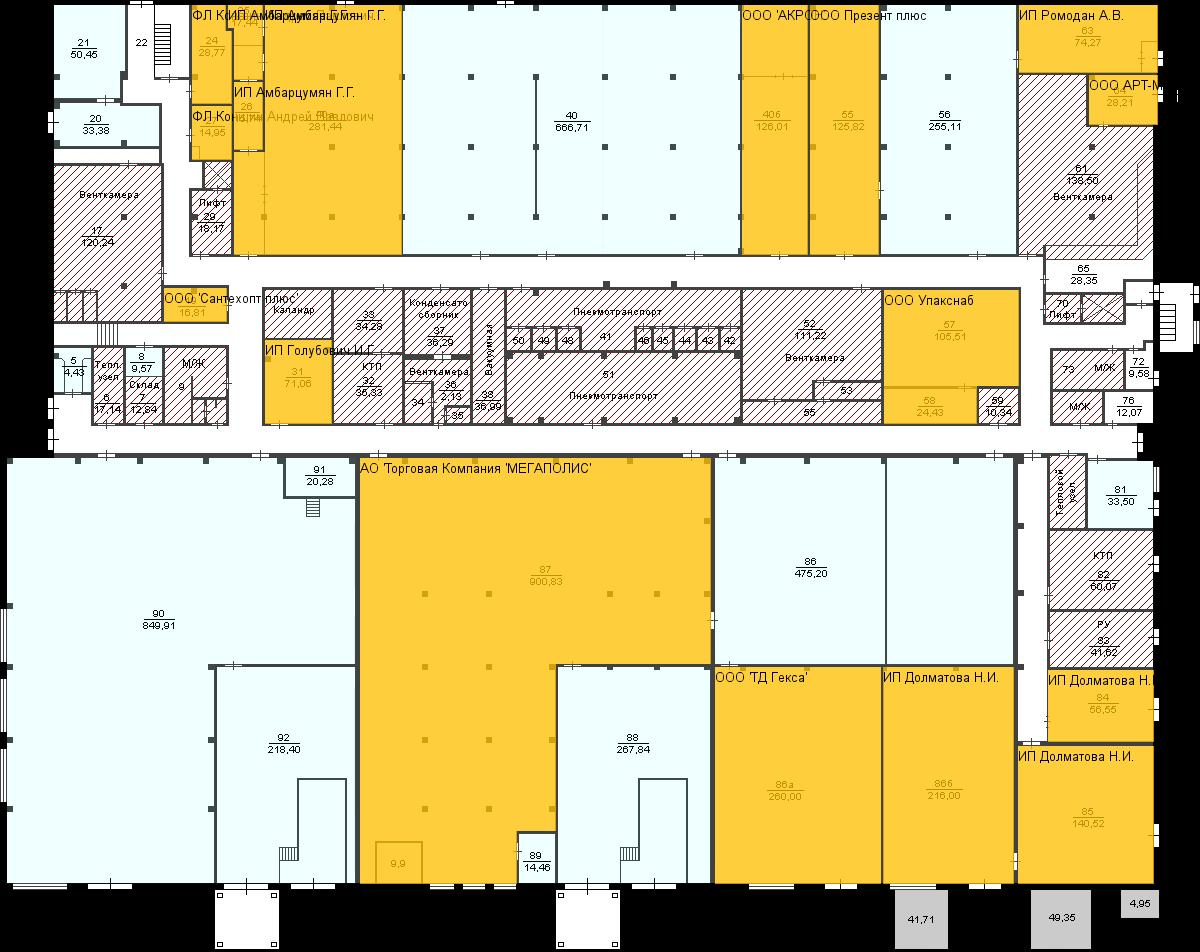 21
50,45
22
24
28,77
ИП Амбарцумян Г.Г.
17,44
40
666,71
40б
126,01
ООО 'АКРО
55
125,82
ООО Презент плюс
56
255,11
ИП Ромодан А.В.
63
74,27
20
33,38
ИП Амбарцумян Г.Г.
26
40а
281,44
14,95
28,21
61
138,50
Венткамера
Венткамера
17
120,24
Лифт
29
18,17
65
28,35
70
Лифт
ООО 'Сантехопт плюс'
16,81
Каландр
33
34,28
Конденсато
сборник
37
36,29
Вакуумная
38
36,99
Пневмотранспорт
50
49
48
41
46
45
44
43
42
51
Пневмотранспорт
52
111,22
Венткамера
53
55
ООО Упакснаб
57
105,51
58
24,43
59
10,34
5
4,43
Тепл.
узел
6
17,14
8
9,57
Склад
7
12,84
М/Ж
9
ИП Голубович И.Г.
31
71,06
КТП
32
35,33
Венткамера
36
2,13
34
35
73
М/Ж
72
9,58
М/Ж
76
12,07
91
20,28
АО 'Торговая Компания 'МЕГАПОЛИС'
87
900,83
86
475,20
Тепловой
узел
81
33,50
КТП
82
60,07
РУ
83
41,62
90
849,91
92
218,40
88
267,84
89
14,46
9,9
ООО 'ТД Гекса'
86а
260,00
ИП Долматова Н.И.
86б
216,00
ИП Долматова Н.И
84
56,55
ИП Долматова Н.И.
85
140,52
41,71
49,35
4,95